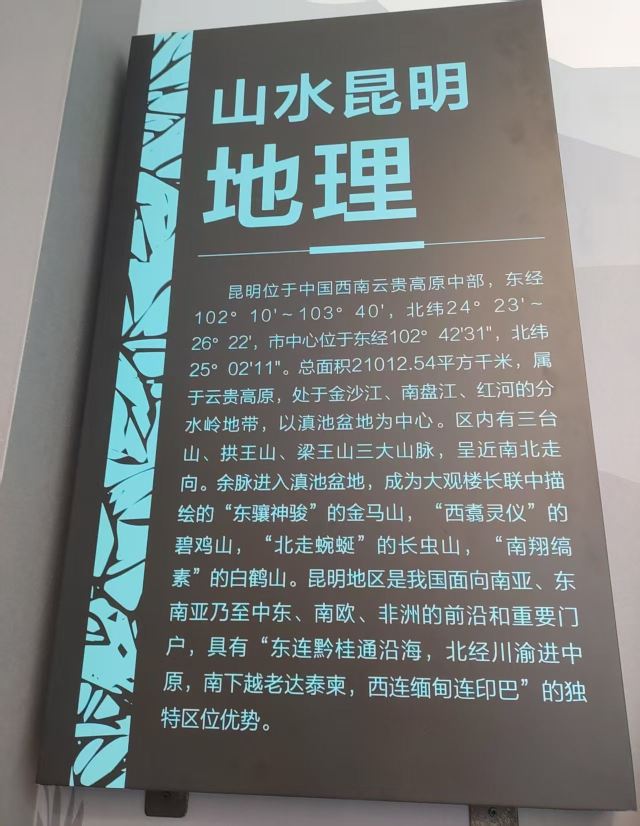 山水昆明
地理
昆明位于中国西南云贵高原中部，东经
102° 10'～103° 40'，北纬24° 23'～
26° 22'，市中心位于东经102° 42'31"，北纬
25° 02'11"。总面积21012.54平方千米，属
于云贵高原，处于金沙江、南盘江、红河的分
水岭地带，以滇池盆地为中心。区内有三台
山、拱王山、梁王山三大山脉，呈近南北走
向。余脉进入滇池盆地，成为大观楼长联中描
绘的“东骧神骏”的金马山，“西翥灵仪”的
碧鸡山，“北走蜿蜒”的长虫山，“南翔缟
素”的白鹤山。昆明地区是我国面向南亚、东
南亚乃至中东、南欧、非洲的前沿和重要门
户，具有“东连黔桂通沿海，北经川渝进中
原，南下越老达泰柬，西连缅甸连印巴”的独
特区位优势。